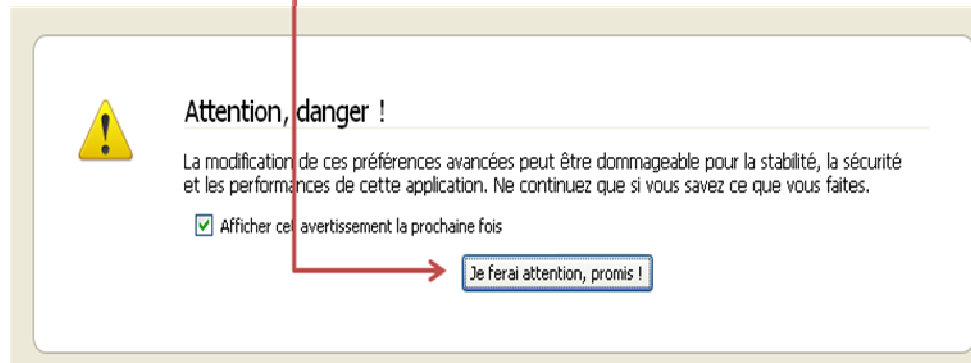 Attention, danger !
La modification de ces préférences avancées peut être dommageable pour la stabilité, la sécurité
et les performances de cette application. Ne continuez que si vous savez ce que vous faites.
Afficher cet avertissement la prochaine fois
Je ferai attention, promis !